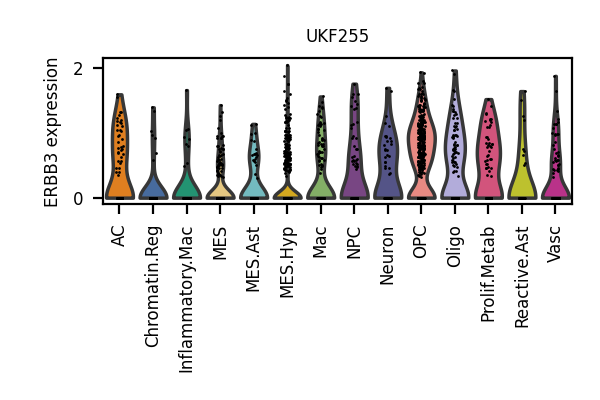 UKF255
ERBB3 expression
2
0
AC
Chromatin.Reg
Inflammatory.Mac
MES
MES.Ast
MES.Hyp
Mac
NPC
Neuron
OPC
Oligo
Prolif.Metab
Reactive.Ast
Vasc